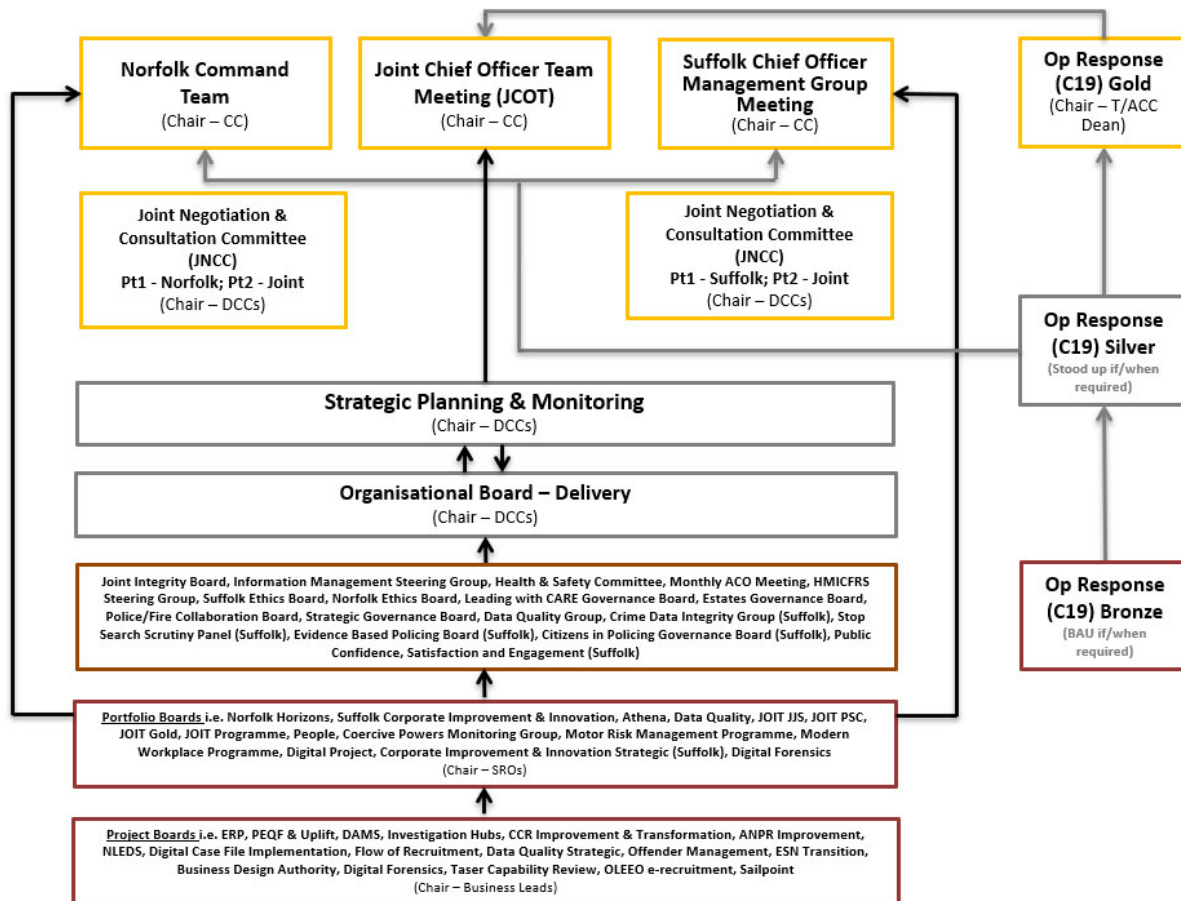 Norfolk Command
Team
(Chair – CC)
Joint Chief Officer Team
Meeting (JCOT)
(Chair – CC)
Suffolk Chief Officer
Management Group
Meeting
(Chair – CC)
Op Response
(C19) Gold
(Chair – T/ACC
Dean)
Joint Negotiation &
Consultation Committee
(JNCC)
Pt1 - Norfolk; Pt2 - Joint
(Chair – DCCs)
Joint Negotiation &
Consultation Committee
(JNCC)
Pt1 - Suffolk; Pt2 - Joint
(Chair – DCCs)
Op Response
(C19) Silver
(Stood up if/when
required)
Strategic Planning & Monitoring
(Chair – DCCs)
Organisational Board – Delivery
(Chair – DCCs)
Joint Integrity Board, Information Management Steering Group, Health & Safety Committee, Monthly ACO Meeting, HMICFRS
Steering Group, Suffolk Ethics Board, Norfolk Ethics Board, Leading with CARE Governance Board, Estates Governance Board,
Police/Fire Collaboration Board, Strategic Governance Board, Data Quality Group, Crime Data Integrity Group (Suffolk), Stop
Search Scrutiny Panel (Suffolk), Evidence Based Policing Board (Suffolk), Citizens in Policing Governance Board (Suffolk), Public
Confidence, Satisfaction and Engagement (Suffolk)
Op Response
(C19) Bronze
(BAU if/when
required)
Portfolio Boards i.e. Norfolk Horizons, Suffolk Corporate Improvement & Innovation, Athena, Data Quality, JOIT JJS, JOIT PSC,
JOIT Gold, JOIT Programme, People, Coercive Powers Monitoring Group, Motor Risk Management Programme, Modern
Workplace Programme, Digital Project, Corporate Improvement & Innovation Strategic (Suffolk), Digital Forensics
(Chair – SROs)
Project Boards i.e. ERP, PEQF & Uplift, DAMS, Investigation Hubs, CCR Improvement & Transformation, ANPR Improvement,
NLEDS, Digital Case File Implementation, Flow of Recruitment, Data Quality Strategic, Offender Management, ESN Transition,
Business Design Authority, Digital Forensics, Taser Capability Review, OLEEO e-recruitment, Sailpoint
(Chair – Business Leads)